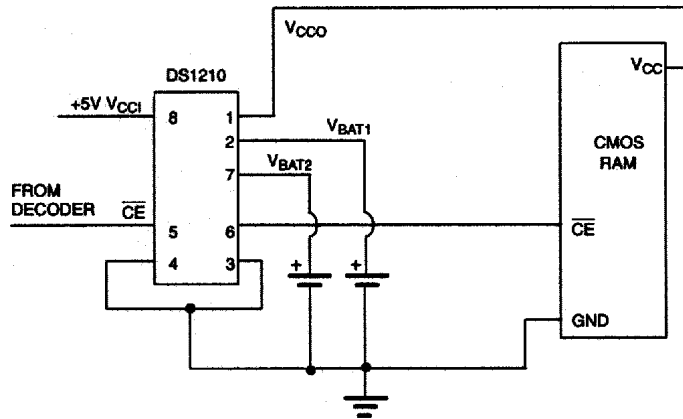 VCCO
DS1210
VCC
+5V VCCI
8
1
CMOS
RAM
2
VBAT1
7
VBAT2
FROM
DECODER
CE
5
6
CE
4
3
+
+
GND